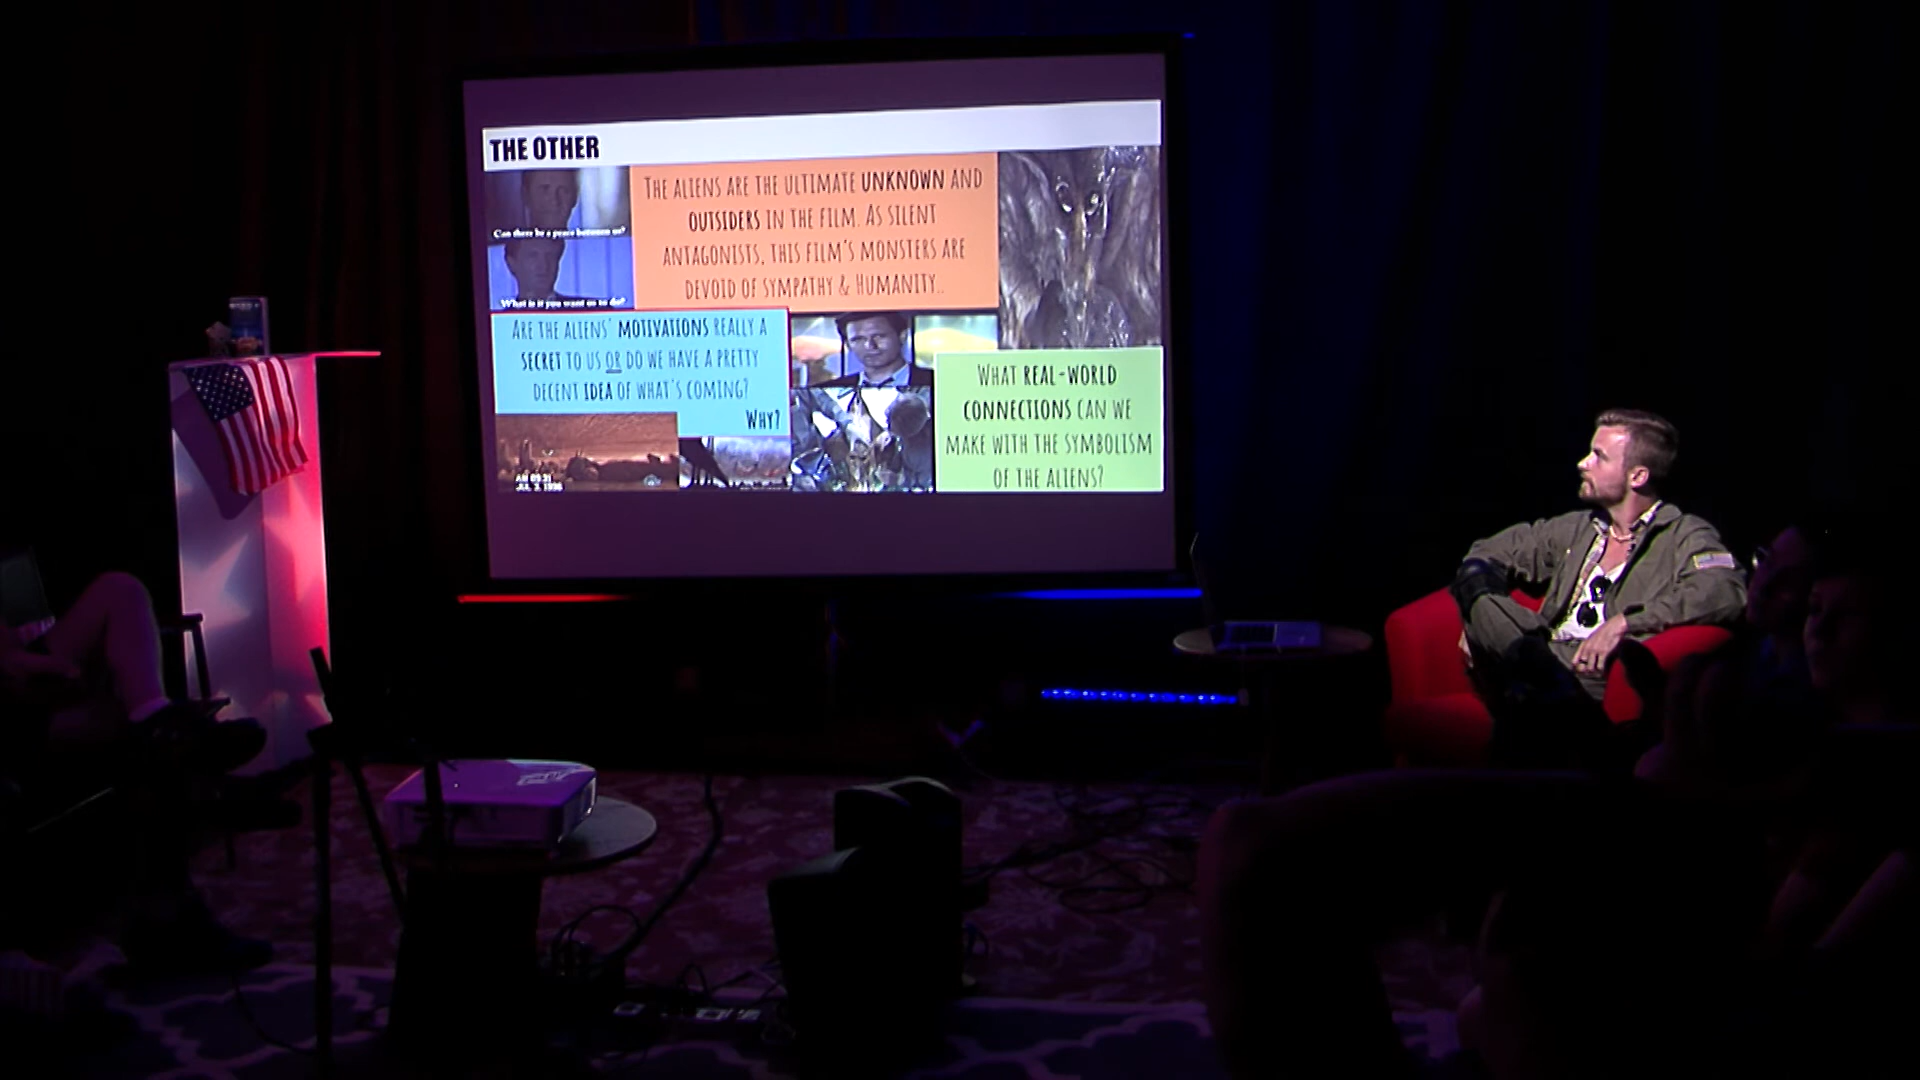 THE OTHER
Can there be a peace between us?
What is it you want us to do?
THE ALIENS ARE THE ULTIMATE UNKNOWN AND
OUTSIDERS IN THE FILM. AS SILENT
ANTAGONISTS, THIS FILM'S MONSTERS ARE
DEVOID OF SYMPATHY & HUMANITY..
ARE THE ALIENS' MOTIVATIONS REALLY A
SECRET TO US OR DO WE HAVE A PRETTY
DECENT IDEA OF WHAT'S COMING?
WHY?
AM 09:21
JUL. 3. 1996
WHAT REAL-WORLD
CONNECTIONS CAN WE
MAKE WITH THE SYMBOLISM
OF THE ALIENS?